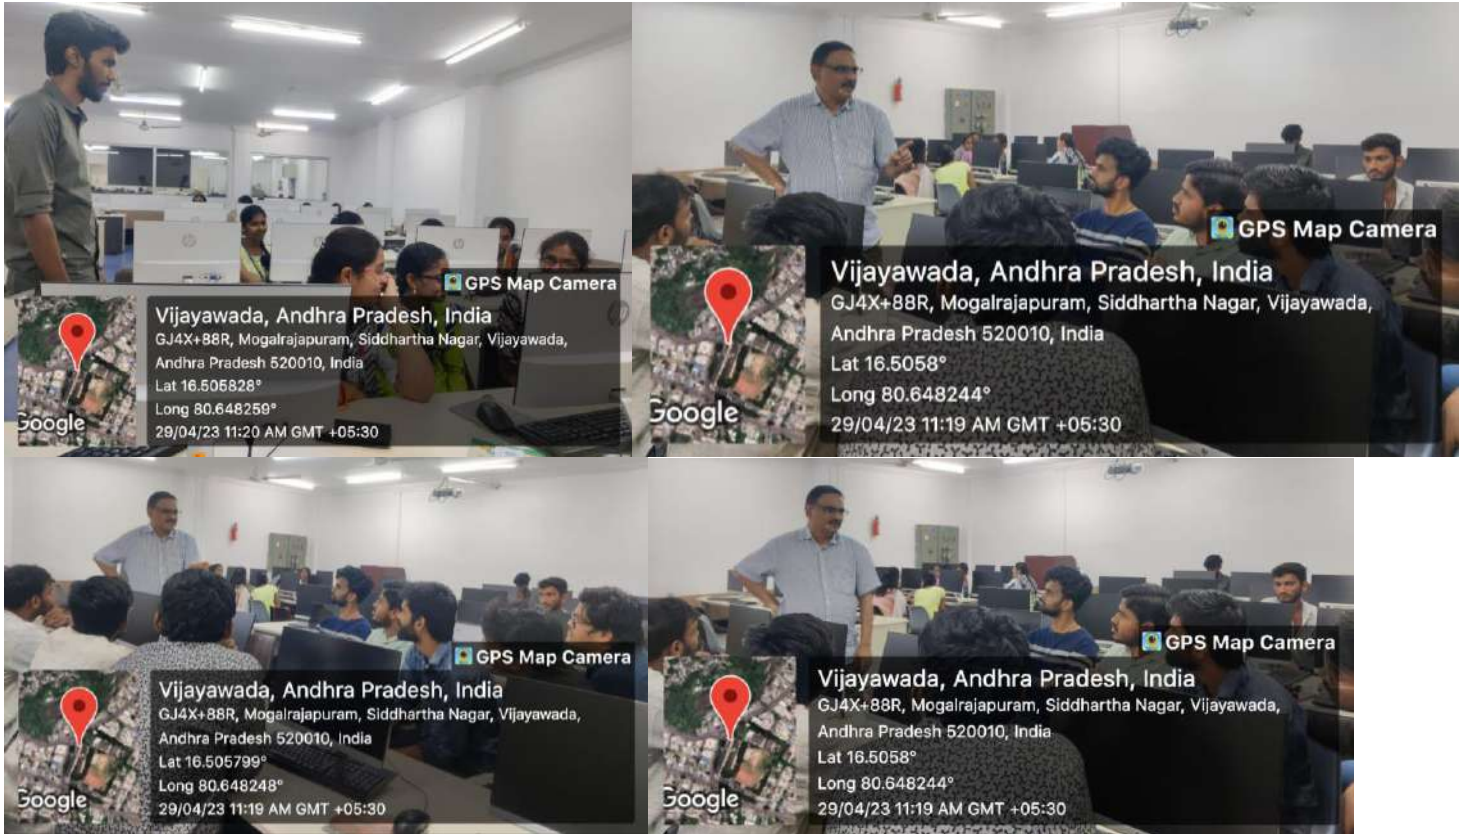 GPS Map Camera
Vijayawada, Andhra Pradesh, India
GJ4X+88R, Mogalrajapuram, Siddhartha Nagar, Vijayawada,
Andhra Pradesh 520010, India
Lat 16.505828°
Long 80.648259°
29/04/23 11:20 AM GMT +05:30
Google
hp
hp
GPS Map Camera
Vijayawada, Andhra Pradesh, India
GJ4X+88R, Mogalrajapuram, Siddhartha Nagar, Vijayawada,
Andhra Pradesh 520010, India
Lat 16.5058°
Long 80.648244°
29/04/23 11:19 AM GMT +05:30
Google
GPS Map Camera
Vijayawada, Andhra Pradesh, India
GJ4X+88R, Mogalrajapuram, Siddhartha Nagar, Vijayawada,
Andhra Pradesh 520010, India
Lat 16.505799°
Long 80.648248°
29/04/23 11:19 AM GMT +05:30
Google
GPS Map Camera
Vijayawada, Andhra Pradesh, India
GJ4X+88R, Mogalrajapuram, Siddhartha Nagar, Vijayawada,
Andhra Pradesh 520010, India
Lat 16.5058°
Long 80.648244°
29/04/23 11:19 AM GMT +05:30
Google